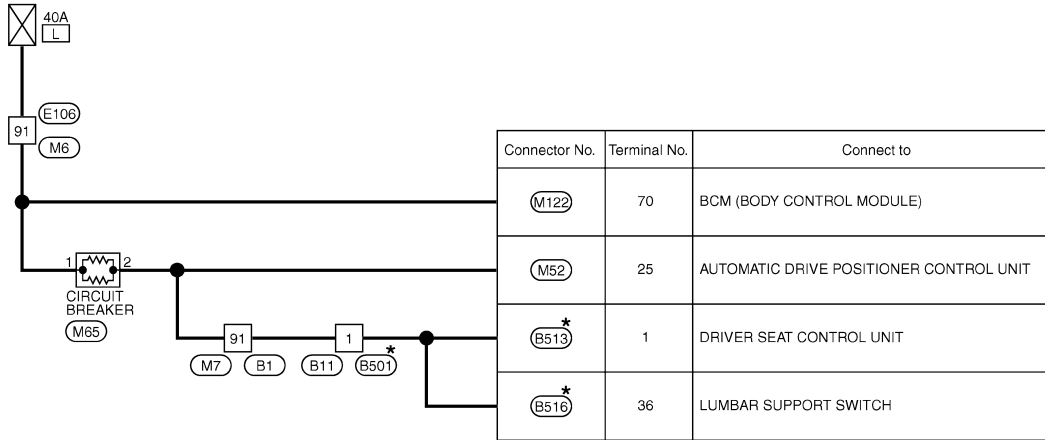 40A
L
E106
91
M6
1
2
CIRCUIT
BREAKER
M65
91
1
M7
B1
B11
B501*
Connector No. Terminal No. Connect to
M122 70 BCM (BODY CONTROL MODULE)
M52 25 AUTOMATIC DRIVE POSITIONER CONTROL UNIT
B513* 1 DRIVER SEAT CONTROL UNIT
B516* 36 LUMBAR SUPPORT SWITCH